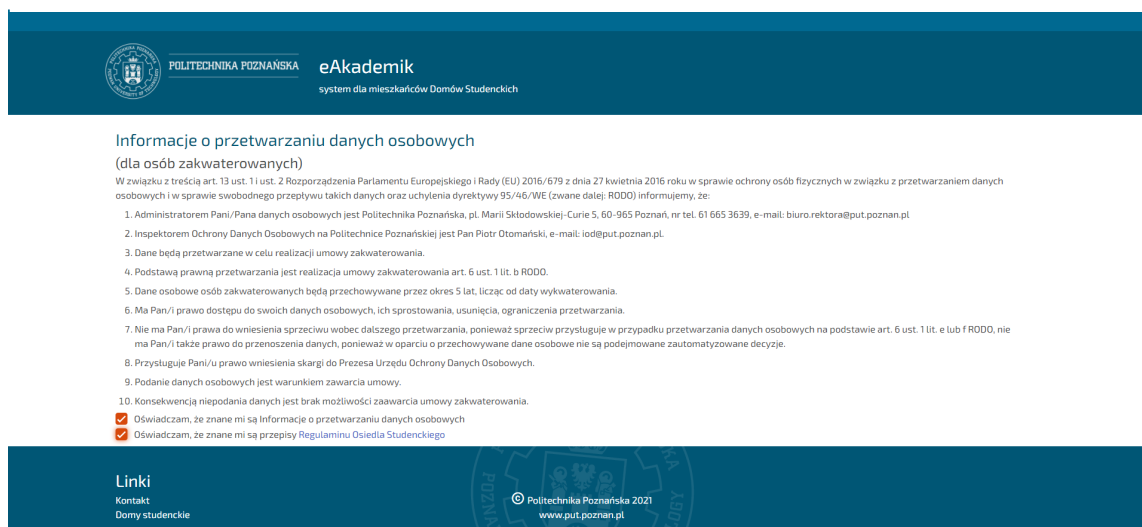 POLITECHNIKA POZNAŃSKA
eAkademik
system dla mieszkańców Domów Studenckich
Informacje o przetwarzaniu danych osobowych
(dla osób zakwaterowanych)
W związku z treścią art. 13 ust. 1 i ust. 2 Rozporządzenia Parlamentu Europejskiego i Rady (EU) 2016/679 z dnia 27 kwietnia 2016 roku w sprawie ochrony osób fizycznych w związku z przetwarzaniem danych
osobowych i w sprawie swobodnego przepływu takich danych oraz uchylenia dyrektywy 95/46/WE (zwane dalej: RODO) informujemy, że:
1. Administratorem Pani/Pana danych osobowych jest Politechnika Poznańska, pl. Marii Skłodowskiej-Curie 5, 60-965 Poznań, nr tel. 61 665 3639, e-mail: biuro.rektora@put.poznan.pl
2. Inspektorem Ochrony Danych Osobowych na Politechnice Poznańskiej jest Pan Piotr Otomański, e-mail: iod@put.poznan.pl.
3. Dane będą przetwarzane w celu realizacji umowy zakwaterowania.
4. Podstawą prawną przetwarzania jest realizacja umowy zakwaterowania art. 6 ust. 1 lit. b RODO.
5. Dane osobowe osób zakwaterowanych będą przechowywane przez okres 5 lat, licząc od daty wykwaterowania.
6. Ma Pan/i prawo dostępu do swoich danych osobowych, ich sprostowania, usunięcia, ograniczenia przetwarzania.
7. Nie ma Pan/i prawa do wniesienia sprzeciwu wobec dalszego przetwarzania, ponieważ sprzeciw przysługuje w przypadku przetwarzania danych osobowych na podstawie art. 6 ust. 1 lit. e lub f RODO, nie
ma Pan/i także prawo do przenoszenia danych, ponieważ w oparciu o przechowywane dane osobowe nie są podejmowane zautomatyzowane decyzje.
8. Przysługuje Pani/u prawo wniesienia skargi do Prezesa Urzędu Ochrony Danych Osobowych.
9. Podanie danych osobowych jest warunkiem zawarcia umowy.
10. Konsekwencją niepodania danych jest brak możliwości zaawarcia umowy zakwaterowania.
Oświadczam, że znane mi są Informacje o przetwarzaniu danych osobowych
Oświadczam, że znane mi są przepisy Regulaminu Osiedla Studenckiego
Linki
Kontakt
Domy studenckie
© Politechnika Poznańska 2021
www.put.poznan.pl